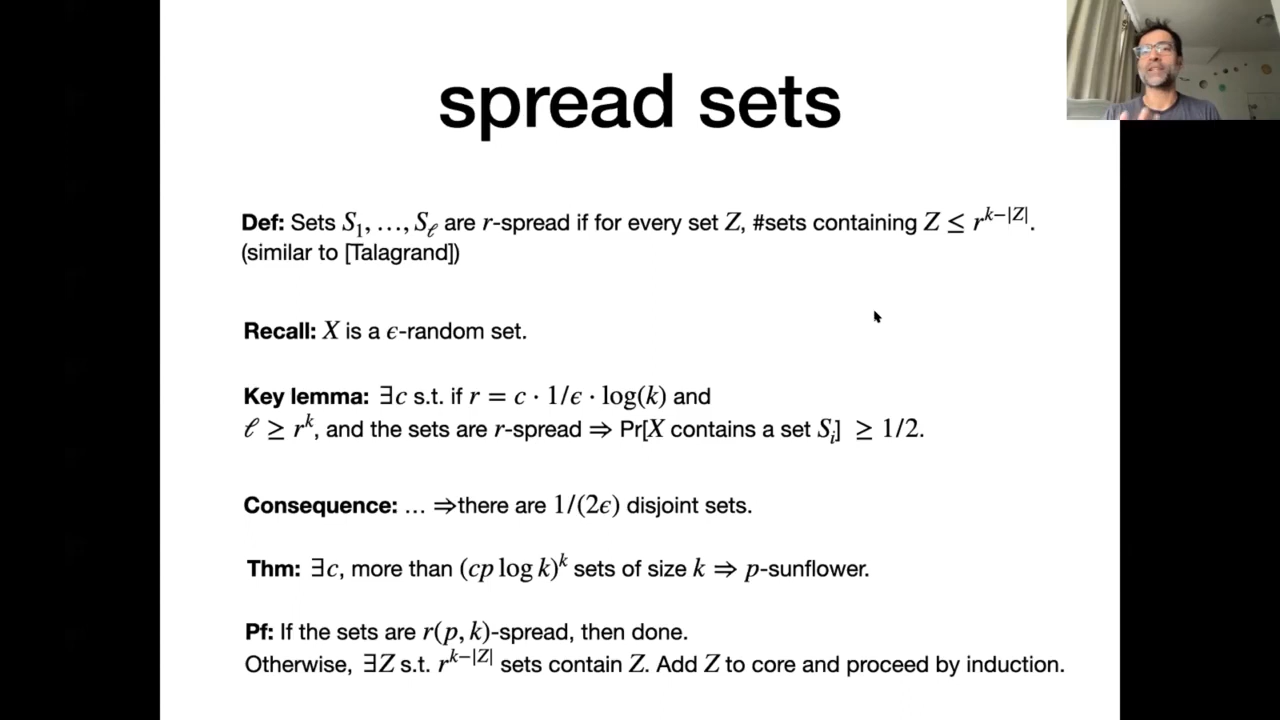 spread sets
Def: Sets S₁, …, S_ℓ are r-spread if for every set Z, #sets containing Z ≤ r^{k−|Z|}.
(similar to [Talagrand])
Recall: X is a ϵ-random set.
Key lemma: ∃c s.t. if r = c · 1/ϵ · log(k) and
ℓ ≥ r^k, and the sets are r-spread ⇒ Pr[X contains a set S_i] ≥ 1/2.
Consequence: … ⇒there are 1/(2ϵ) disjoint sets.
Thm: ∃c, more than (cp log k)^k sets of size k ⇒ p-sunflower.
Pf: If the sets are r(p, k)-spread, then done.
Otherwise, ∃Z s.t. r^{k−|Z|} sets contain Z. Add Z to core and proceed by induction.